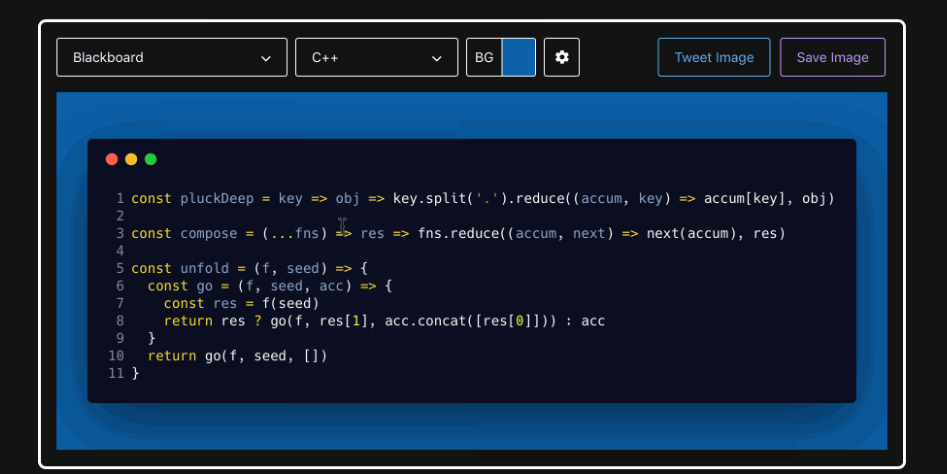 Blackboard C++ BG Tweet Image Save Image
1 const pluckDeep = key => obj => key.split('.').reduce((accum, key) => accum[key], obj)
2
3 const compose = (...fns) => res => fns.reduce((accum, next) => next(accum), res)
4
5 const unfold = (f, seed) => {
6   const go = (f, seed, acc) => {
7     const res = f(seed)
8     return res ? go(f, res[1], acc.concat([res[0]])) : acc
9   }
10   return go(f, seed, [])
11 }